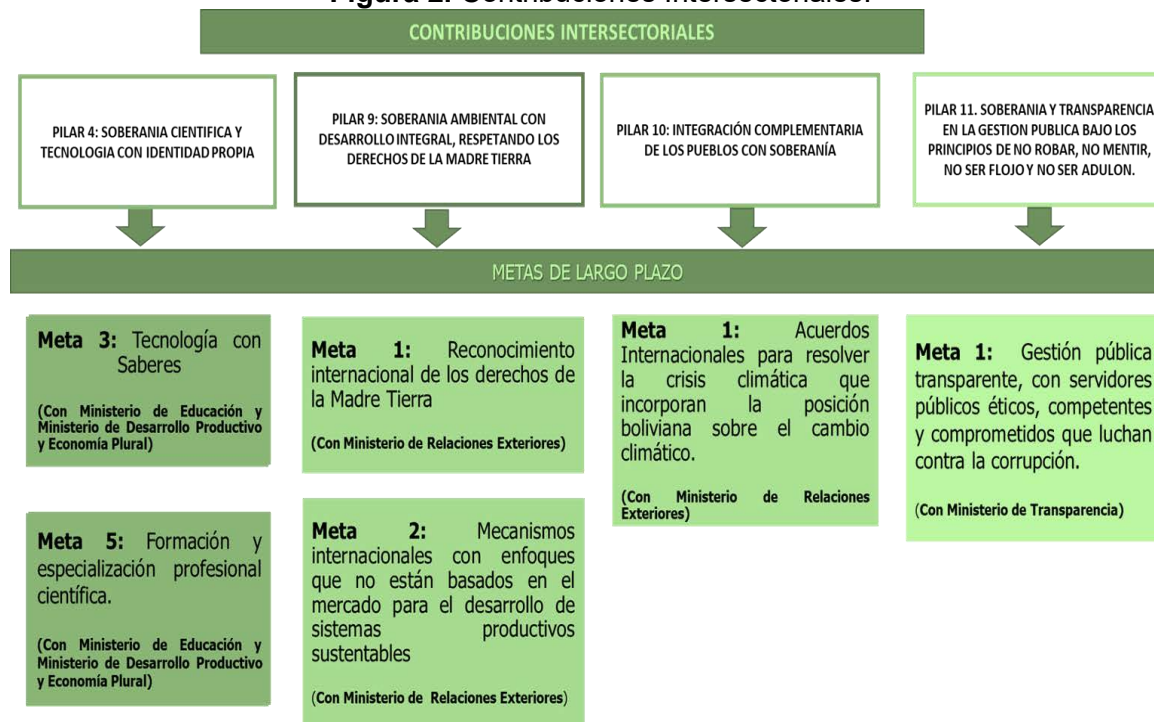 Figura 2. Contribuciones Intersectoriales.
CONTRIBUCIONES INTERSECTORIALES
PILAR 4: SOBERANIA CIENTIFICA Y
TECNOLOGIA CON IDENTIDAD PROPIA
PILAR 9: SOBERANIA AMBIENTAL CON
DESARROLLO INTEGRAL, RESPETANDO LOS
DERECHOS DE LA MADRE TIERRA
PILAR 10: INTEGRACIÓN COMPLEMENTARIA
DE LOS PUEBLOS CON SOBERANÍA
PILAR 11. SOBERANIA Y TRANSPARENCIA
EN LA GESTION PUBLICA BAJO LOS
PRINCIPIOS DE NO ROBAR, NO MENTIR,
NO SER FLOJO Y NO SER ADULON.
METAS DE LARGO PLAZO
Meta 3: Tecnología con
Saberes
(Con Ministerio de Educación y
Ministerio de Desarrollo Productivo
y Economía Plural)
Meta 5: Formación y
especialización profesional
científica.
(Con Ministerio de Educación y
Ministerio de Desarrollo Productivo
y Economía Plural)
Meta 1: Reconocimiento
internacional de los derechos de
la Madre Tierra
(Con Ministerio de Relaciones Exteriores)
Meta 2: Mecanismos
internacionales con enfoques
que no están basados en el
mercado para el desarrollo de
sistemas productivos
sustentables
(Con Ministerio de Relaciones Exteriores)
Meta 1: Acuerdos
Internacionales para resolver
la crisis climática que
incorporan la posición
boliviana sobre el cambio
climático.
(Con Ministerio de Relaciones
Exteriores)
Meta 1: Gestión pública
transparente, con servidores
públicos éticos, competentes
y comprometidos que luchan
contra la corrupción.
(Con Ministerio de Transparencia)